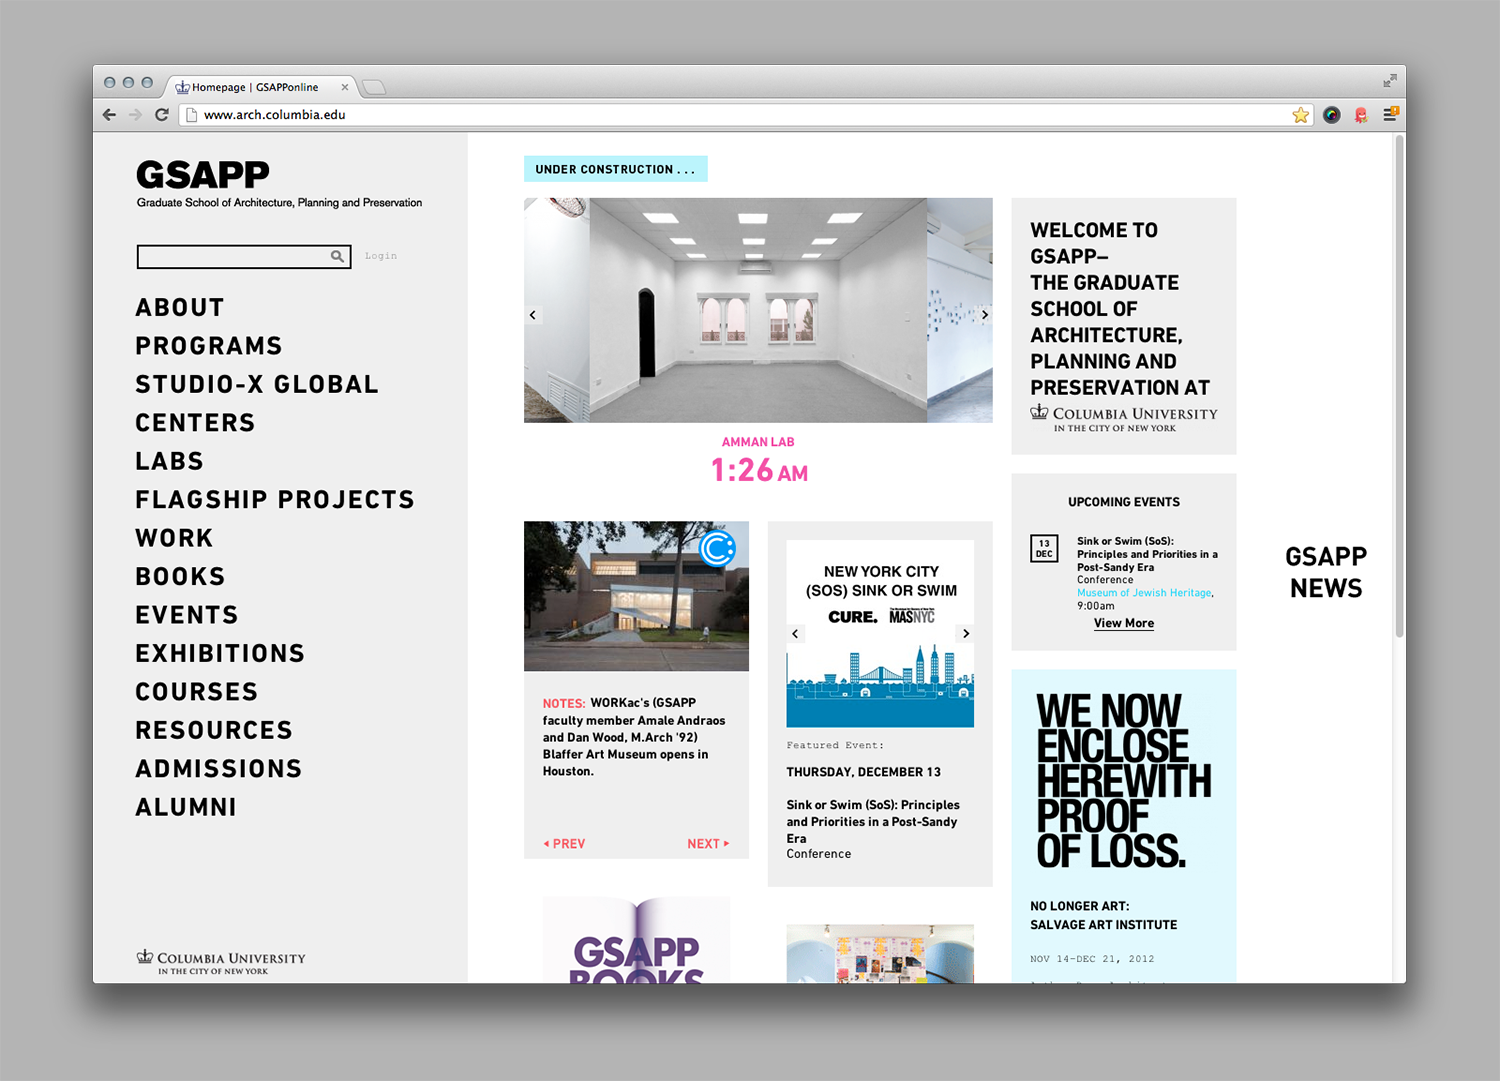 Homepage | GSAPPonline
www.arch.columbia.edu
GSAPP
Graduate School of Architecture, Planning and Preservation
Login
ABOUT
PROGRAMS
STUDIO-X GLOBAL
CENTERS
LABS
FLAGSHIP PROJECTS
WORK
BOOKS
EVENTS
EXHIBITIONS
COURSES
RESOURCES
ADMISSIONS
ALUMNI
COLUMBIA UNIVERSITY
IN THE CITY OF NEW YORK
UNDER CONSTRUCTION . . .
AMMAN LAB
1:26 AM
NOTES: WORKac's (GSAPP
faculty member Amale Andraos
and Dan Wood, M.Arch '92)
Blaffer Art Museum opens in
Houston.
PREV
NEXT
GSAPP
BOOKS
NEW YORK CITY
(SOS) SINK OR SWIM
CURE.
MASNYC
Featured Event:
THURSDAY, DECEMBER 13
Sink or Swim (SoS): Principles
and Priorities in a Post-Sandy
Era
Conference
WELCOME TO
GSAPP–
THE GRADUATE
SCHOOL OF
ARCHITECTURE,
PLANNING AND
PRESERVATION AT
COLUMBIA UNIVERSITY
IN THE CITY OF NEW YORK
UPCOMING EVENTS
13
DEC
Sink or Swim (SoS):
Principles and Priorities in a
Post-Sandy Era
Conference
Museum of Jewish Heritage,
9:00am
View More
WE NOW
ENCLOSE
HEREWITH
PROOF
OF LOSS.
NO LONGER ART:
SALVAGE ART INSTITUTE
NOV 14–DEC 21, 2012
GSAPP
NEWS